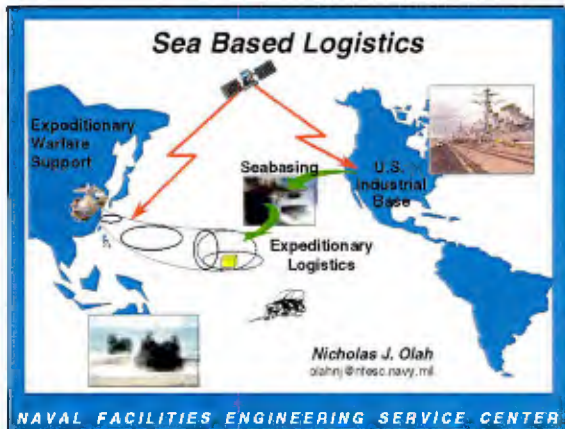 Sea Based Logistics
Expeditionary
Warfare
Support
Seabasing
U.S.
Industrial
Base
Expeditionary
Logistics
Nicholas J. Olah
olahnj@nfesc.navy.mil
NAVAL FACILITIES ENGINEERING SERVICE CENTER